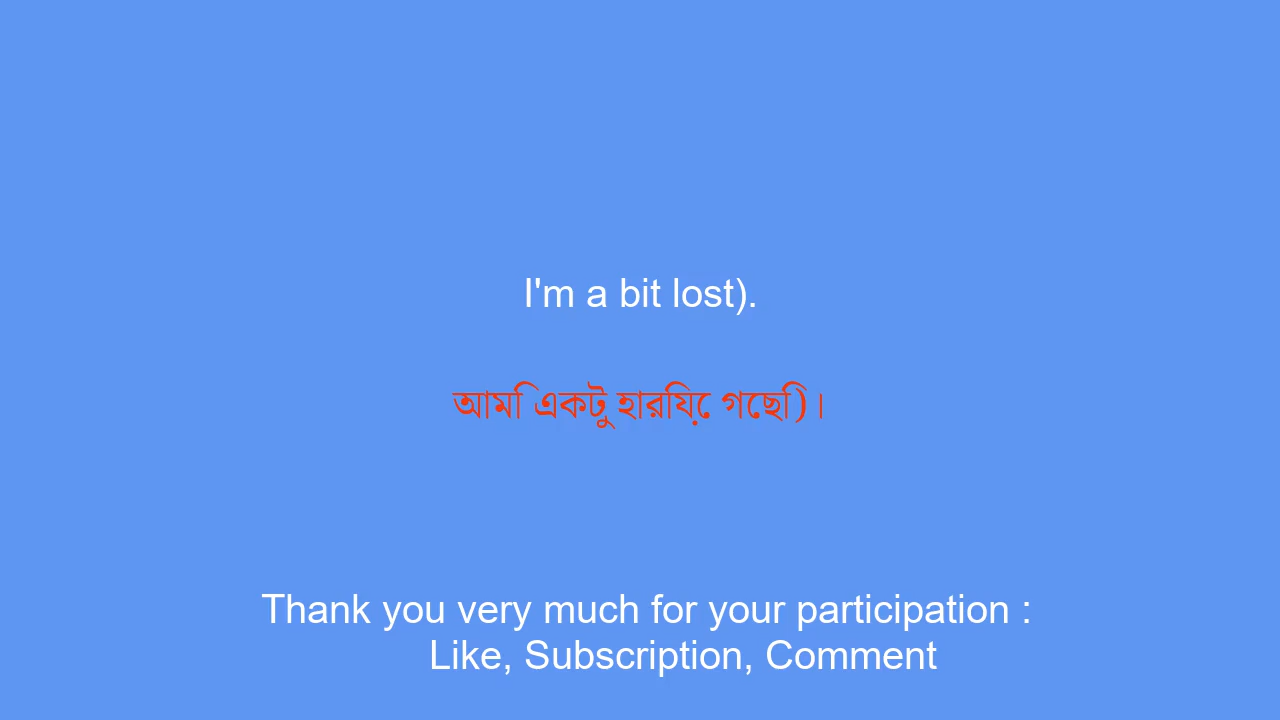 I'm a bit lost).
আমি একটু হারিয়ে গেছি)।
Thank you very much for your participation :
Like, Subscription, Comment